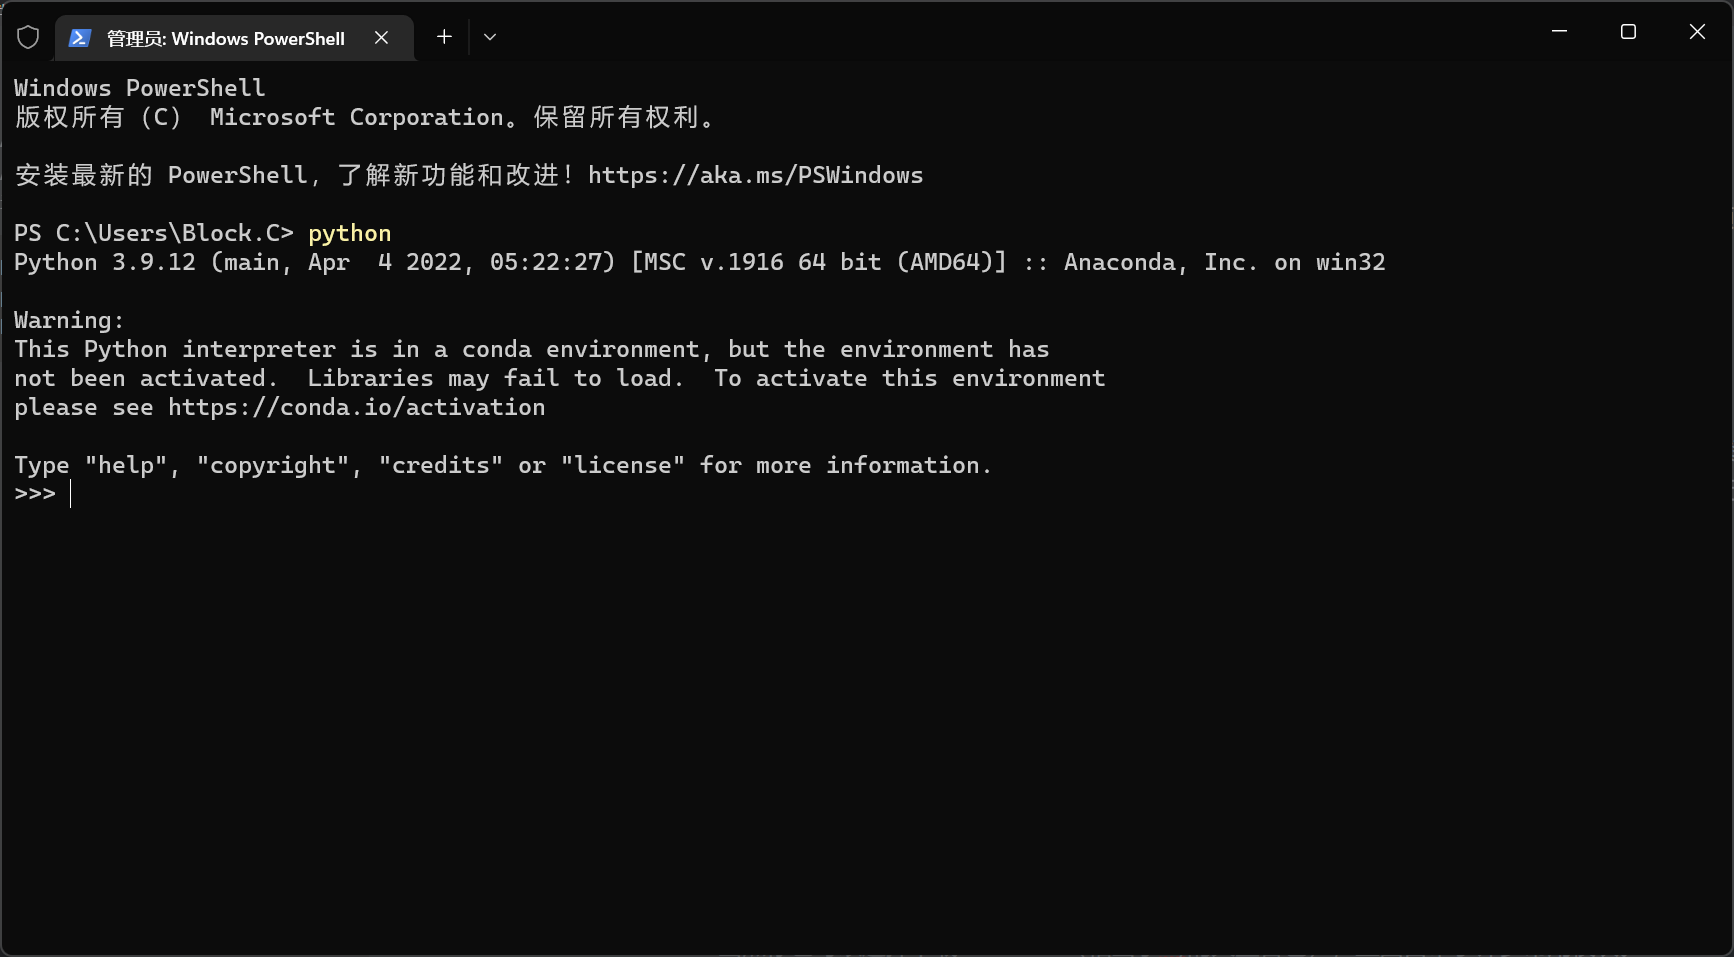 管理员: Windows PowerShell
Windows PowerShell
版权所有（C） Microsoft Corporation。保留所有权利。
安装最新的 PowerShell，了解新功能和改进！https://aka.ms/PSWindows
PS C:\Users\Block.C> python
Python 3.9.12 (main, Apr  4 2022, 05:22:27) [MSC v.1916 64 bit (AMD64)] :: Anaconda, Inc. on win32
Warning:
This Python interpreter is in a conda environment, but the environment has
not been activated.  Libraries may fail to load.  To activate this environment
please see https://conda.io/activation
Type "help", "copyright", "credits" or "license" for more information.
>>>